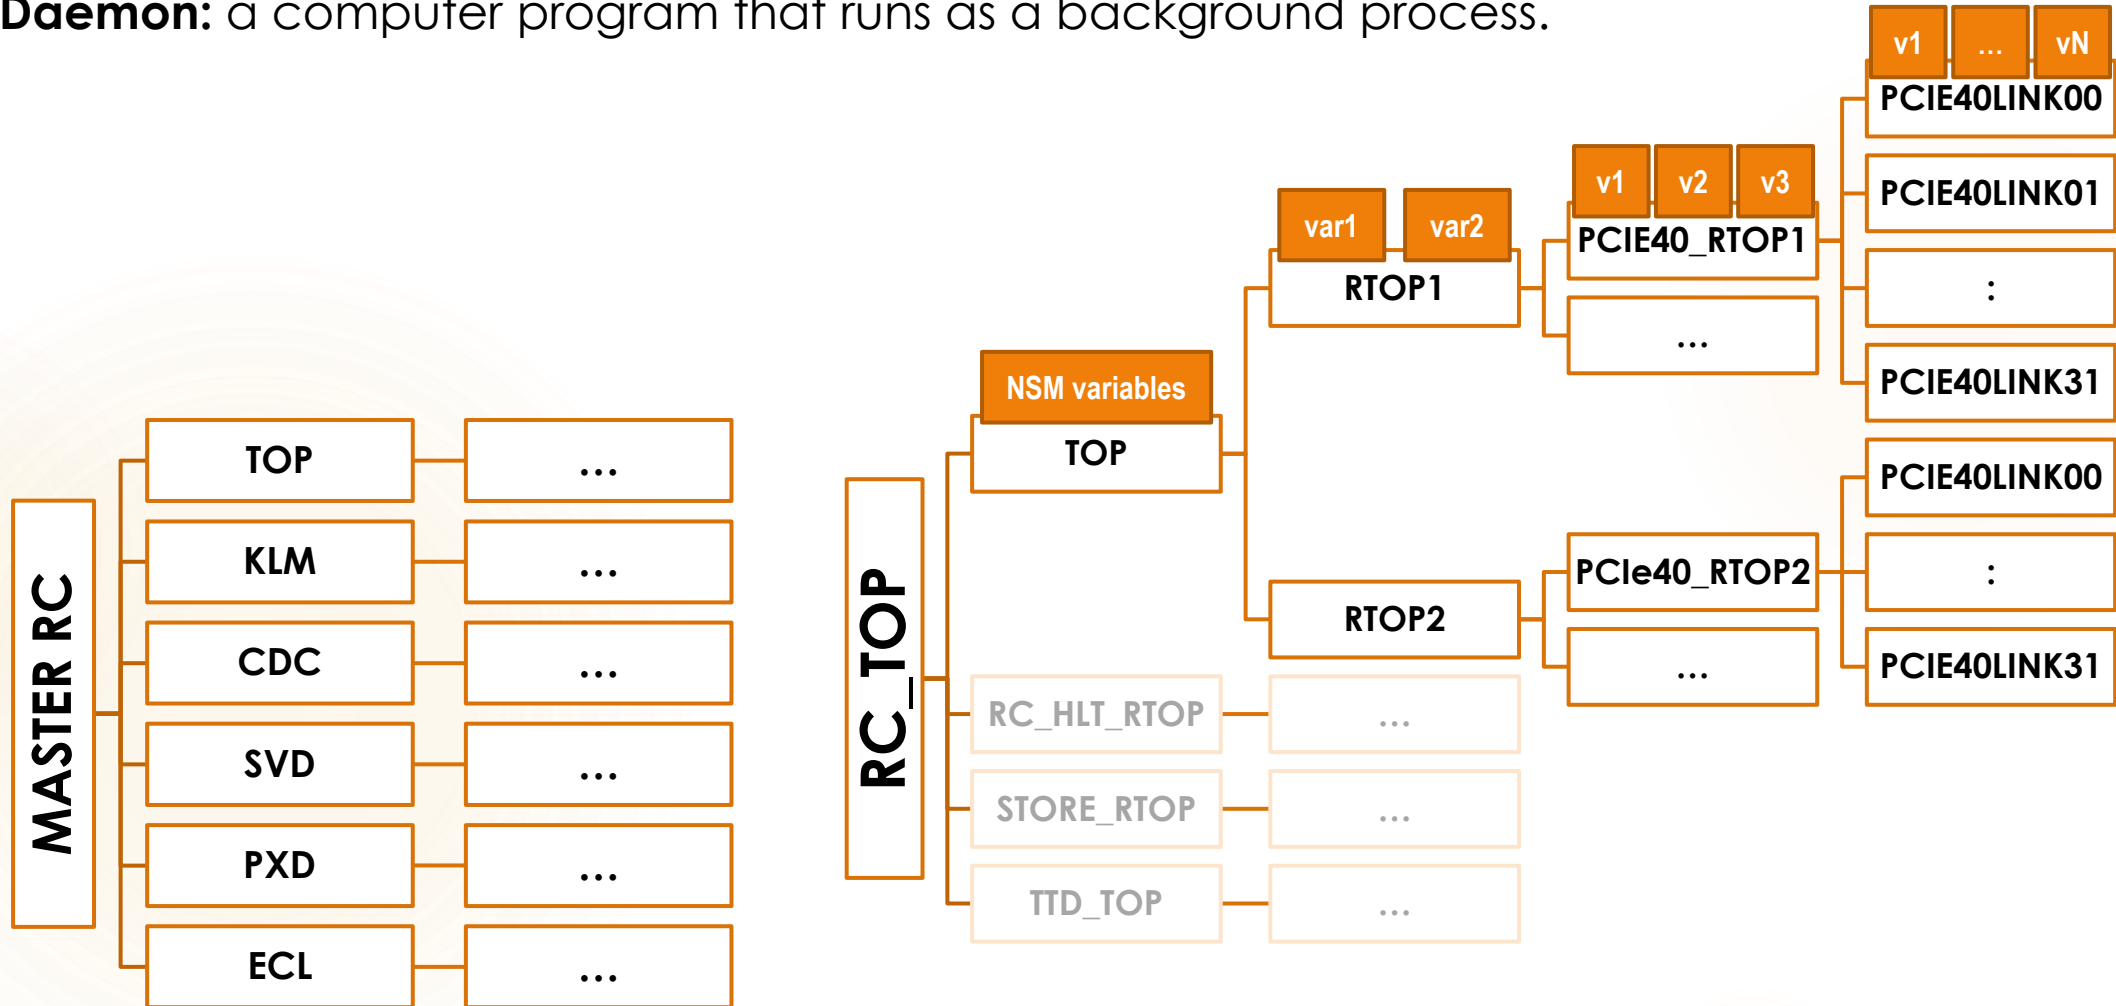 Daemon: a computer program that runs as a background process.
MASTER RC
TOP
...
KLM
...
CDC
...
SVD
...
PXD
...
ECL
...
RC_TOP
NSM variables
TOP
RC_HLT_RTOP
...
STORE_RTOP
...
TTD_TOP
...
var1 var2
RTOP1
RTOP2
v1 v2 v3
PCIE40_RTOP1
...
PCIe40_RTOP2
...
v1 ... vN
PCIE40LINK00
PCIE40LINK01
:
PCIE40LINK31
PCIE40LINK00
:
PCIE40LINK31